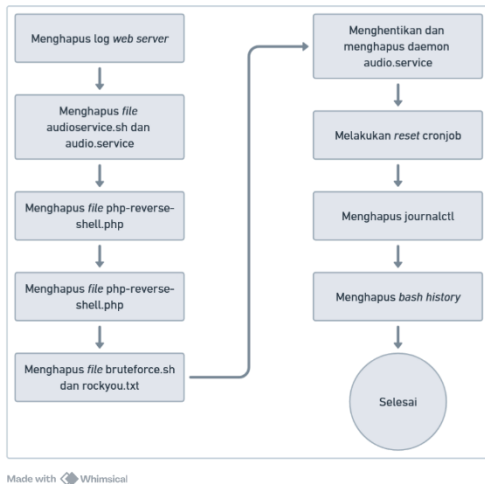 Menghapus log web server
Menghapus file
audioservice.sh dan
audio.service
Menghapus file php-reverse-
shell.php
Menghapus file php-reverse-
shell.php
Menghapus file bruteforce.sh
dan rockyou.txt
Menghentikan dan
menghapus daemon
audio.service
Melakukan reset cronjob
Menghapus journalctl
Menghapus bash history
Selesai
Made with Whimsical